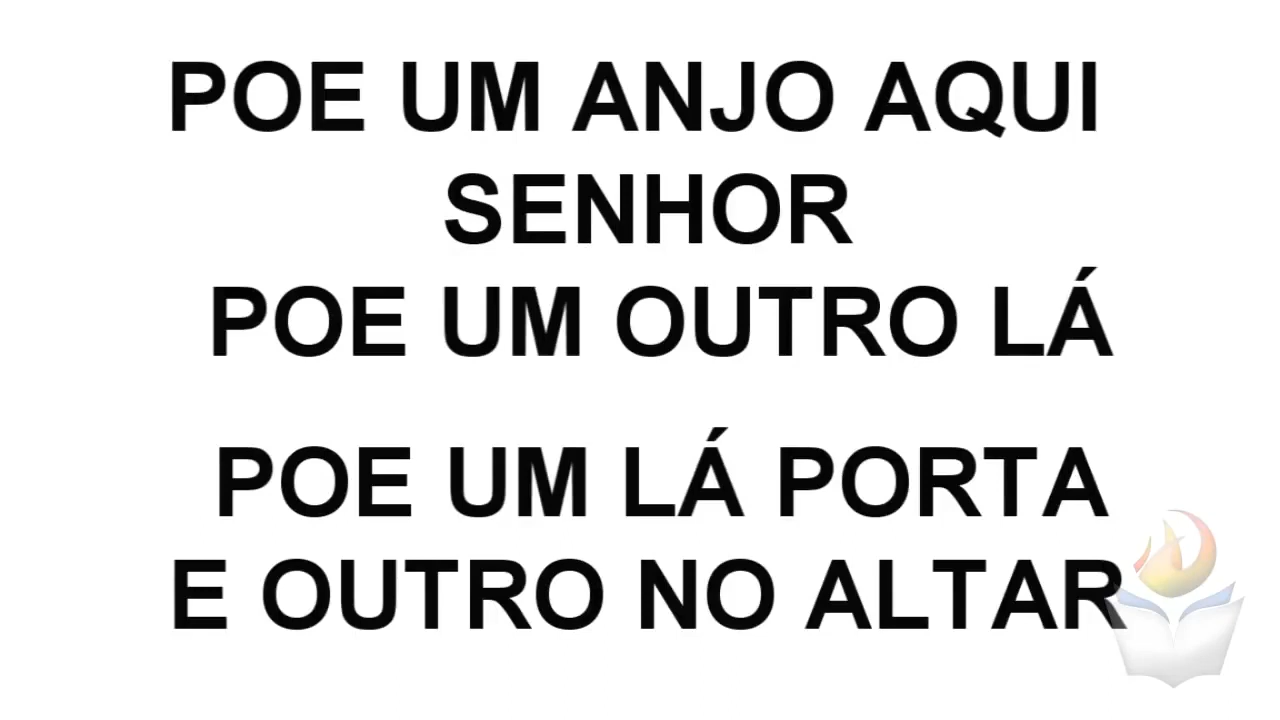 POE UM ANJO AQUI
SENHOR
POE UM OUTRO LÁ
POE UM LÁ PORTA
E OUTRO NO ALTAR